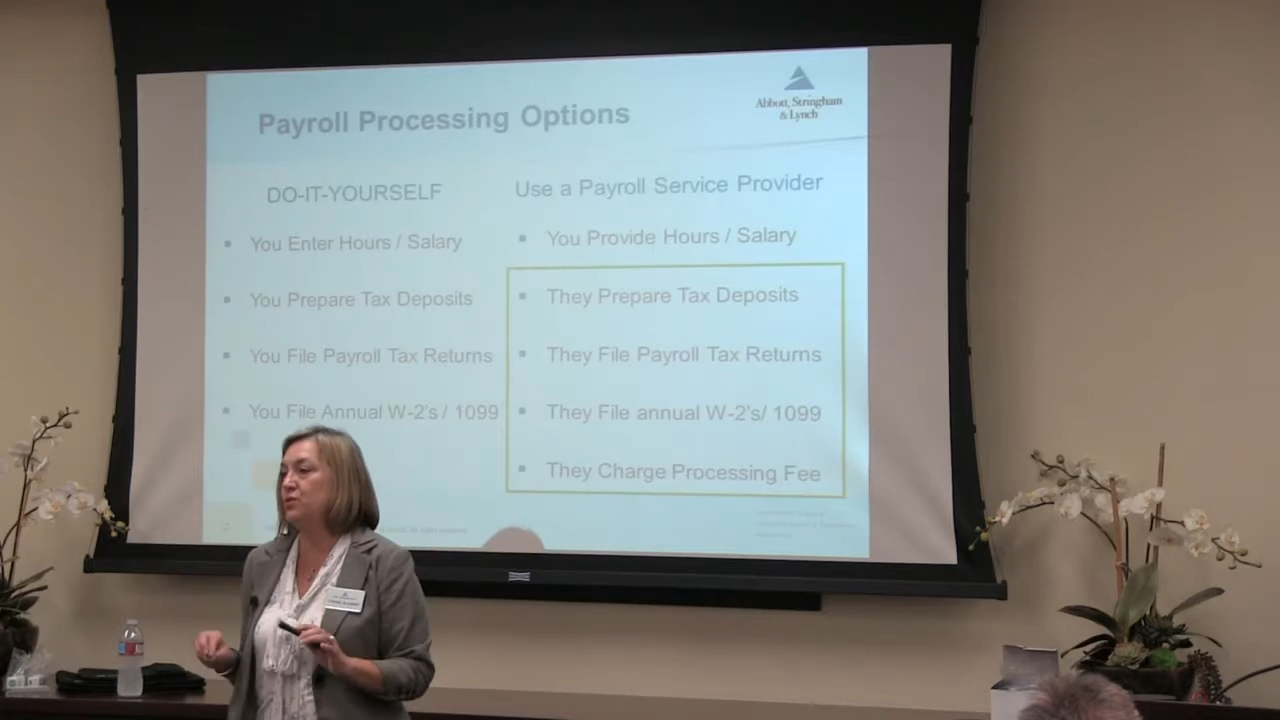 Abbott, Stringham
& Lynch
Payroll Processing Options
DO-IT-YOURSELF
▪ You Enter Hours / Salary
▪ You Prepare Tax Deposits
▪ You File Payroll Tax Returns
▪ You File Annual W-2's / 1099
Use a Payroll Service Provider
▪ You Provide Hours / Salary
▪ They Prepare Tax Deposits
▪ They File Payroll Tax Returns
▪ They File annual W-2's/ 1099
▪ They Charge Processing Fee